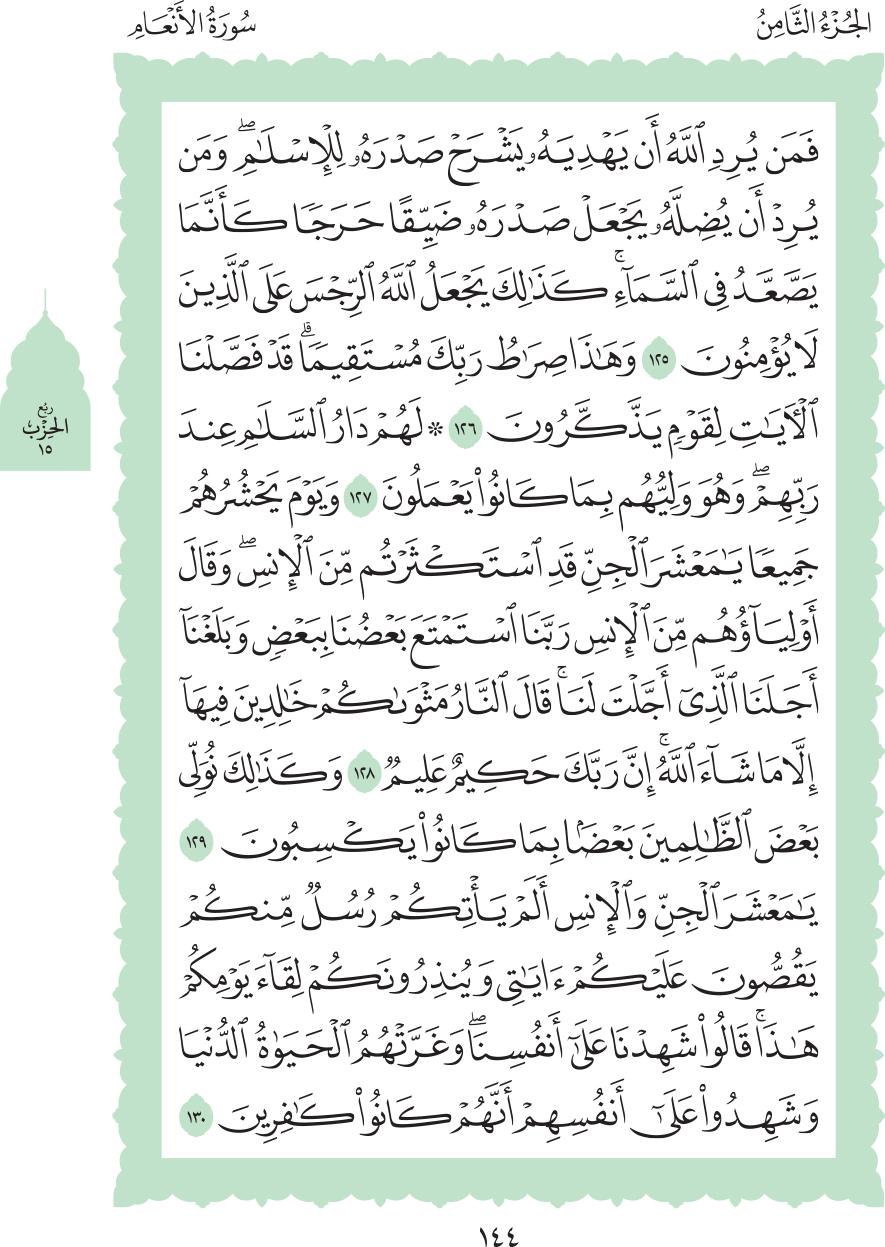 الجُزْءُ الثَّامِنُ
سُورَةُ الأَنْعَامِ
فَمَن يُرِدِ ٱللَّهُ أَن يَهْدِيَهُۥ يَشْرَحْ صَدْرَهُۥ لِلْإِسْلَٰمِۖ وَمَن
يُرِدْ أَن يُضِلَّهُۥ يَجْعَلْ صَدْرَهُۥ ضَيِّقًا حَرَجًا كَأَنَّمَا
يَصَّعَّدُ فِى ٱلسَّمَآءِۚ كَذَٰلِكَ يَجْعَلُ ٱللَّهُ ٱلرِّجْسَ عَلَى ٱلَّذِينَ
لَا يُؤْمِنُونَ ١٢٥ وَهَٰذَا صِرَٰطُ رَبِّكَ مُسْتَقِيمًاۗ قَدْ فَصَّلْنَا
ٱلْءَايَٰتِ لِقَوْمٍ يَذَّكَّرُونَ ١٢٦ ۞ لَهُمْ دَارُ ٱلسَّلَٰمِ عِندَ
رَبِّهِمْۖ وَهُوَ وَلِيُّهُم بِمَا كَانُوا۟ يَعْمَلُونَ ١٢٧ وَيَوْمَ يَحْشُرُهُمْ
جَمِيعًا يَٰمَعْشَرَ ٱلْجِنِّ قَدِ ٱسْتَكْثَرْتُم مِّنَ ٱلْإِنسِۖ وَقَالَ
أَوْلِيَآؤُهُم مِّنَ ٱلْإِنسِ رَبَّنَا ٱسْتَمْتَعَ بَعْضُنَا بِبَعْضٍ وَبَلَغْنَآ
أَجَلَنَا ٱلَّذِىٓ أَجَّلْتَ لَنَاۚ قَالَ ٱلنَّارُ مَثْوَىٰكُمْ خَٰلِدِينَ فِيهَآ
إِلَّا مَا شَآءَ ٱللَّهُۚ إِنَّ رَبَّكَ حَكِيمٌ عَلِيمٌ ١٢٨ وَكَذَٰلِكَ نُوَلِّى
بَعْضَ ٱلظَّٰلِمِينَ بَعْضًۢا بِمَا كَانُوا۟ يَكْسِبُونَ ١٢٩
يَٰمَعْشَرَ ٱلْجِنِّ وَٱلْإِنسِ أَلَمْ يَأْتِكُمْ رُسُلٌ مِّنكُمْ
يَقُصُّونَ عَلَيْكُمْ ءَايَٰتِى وَيُنذِرُونَكُمْ لِقَآءَ يَوْمِكُمْ
هَٰذَاۚ قَالُوا۟ شَهِدْنَا عَلَىٰٓ أَنفُسِنَاۖ وَغَرَّتْهُمُ ٱلْحَيَوٰةُ ٱلدُّنْيَا
وَشَهِدُوا۟ عَلَىٰٓ أَنفُسِهِمْ أَنَّهُمْ كَانُوا۟ كَٰفِرِينَ ١٣٠
رُبْعُ
الحِزْبِ
١٥
١٤٤